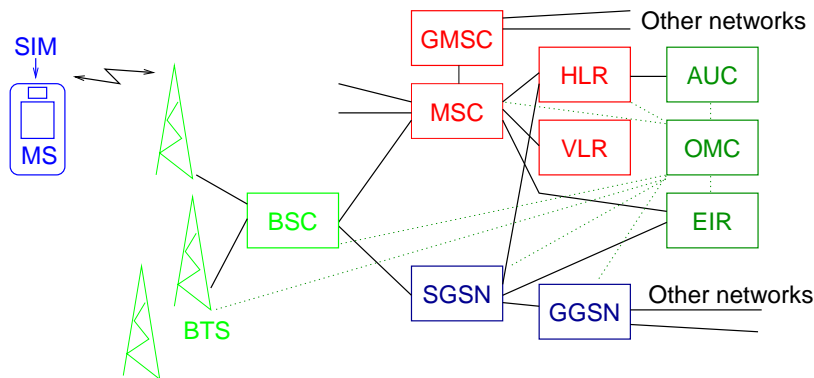 Other networks
GMSC
SIM
HLR
AUC
MSC
MS
VLR
OMC
BSC
EIR
SGSN
Other networks
GGSN
BTS